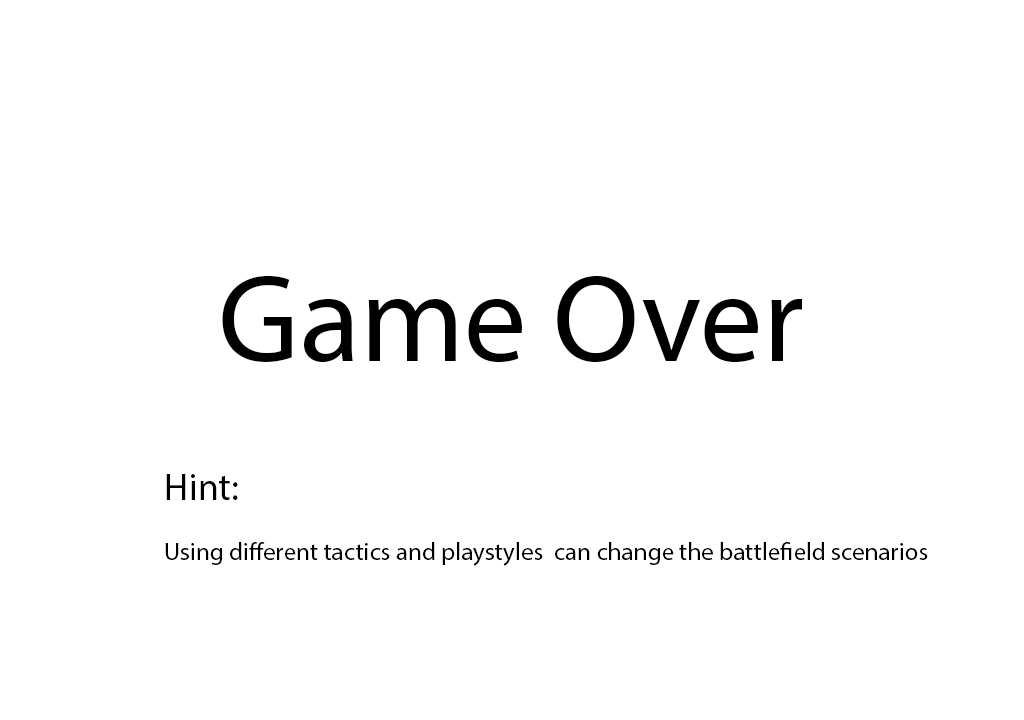 Game Over
Hint:
Using different tactics and playstyles  can change the battlefield scenarios